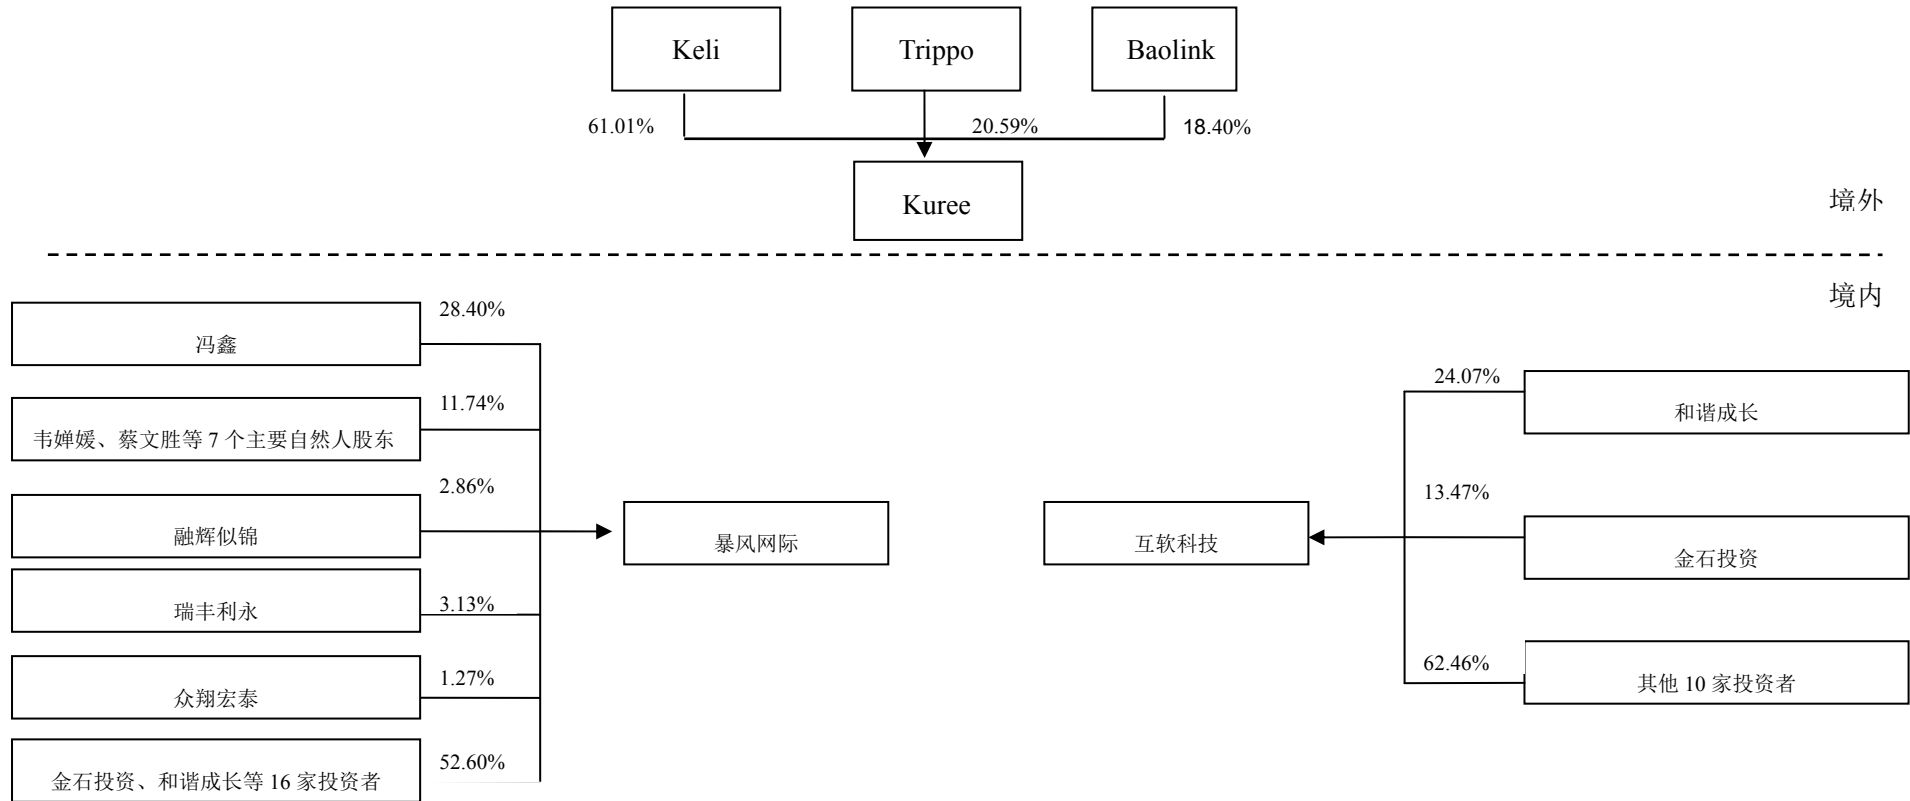 Keli
Trippo
Baolink
61.01%
20.59%
18.40%
Kuree
境外
境内
28.40%
冯鑫
11.74%
韦婵媛、蔡文胜等 7 个主要自然人股东
2.86%
融辉似锦
瑞丰利永
3.13%
1.27%
众翔宏泰
52.60%
金石投资、和谐成长等 16 家投资者
暴风网际
互软科技
24.07%
和谐成长
13.47%
金石投资
62.46%
其他 10 家投资者